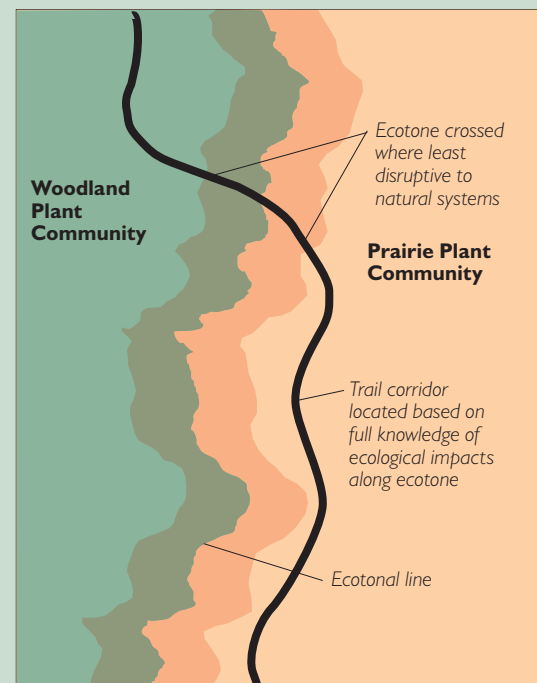 Ecotone crossed
where least
disruptive to
natural systems
Woodland
Plant
Community
Prairie Plant
Community
Trail corridor
located based on
full knowledge of
ecological impacts
along ecotone
Ecotonal line